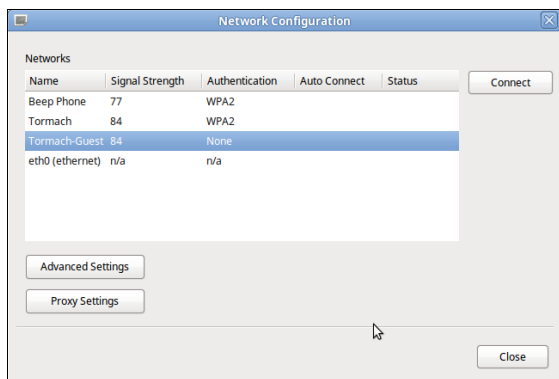 Network Configuration
Networks
Name Signal Strength Authentication Auto Connect Status
Connect
Beep Phone 77 WPA2
Tormach 84 WPA2
Tormach-Guest 84 None
eth0 (ethernet) n/a n/a
Advanced Settings
Proxy Settings
Close